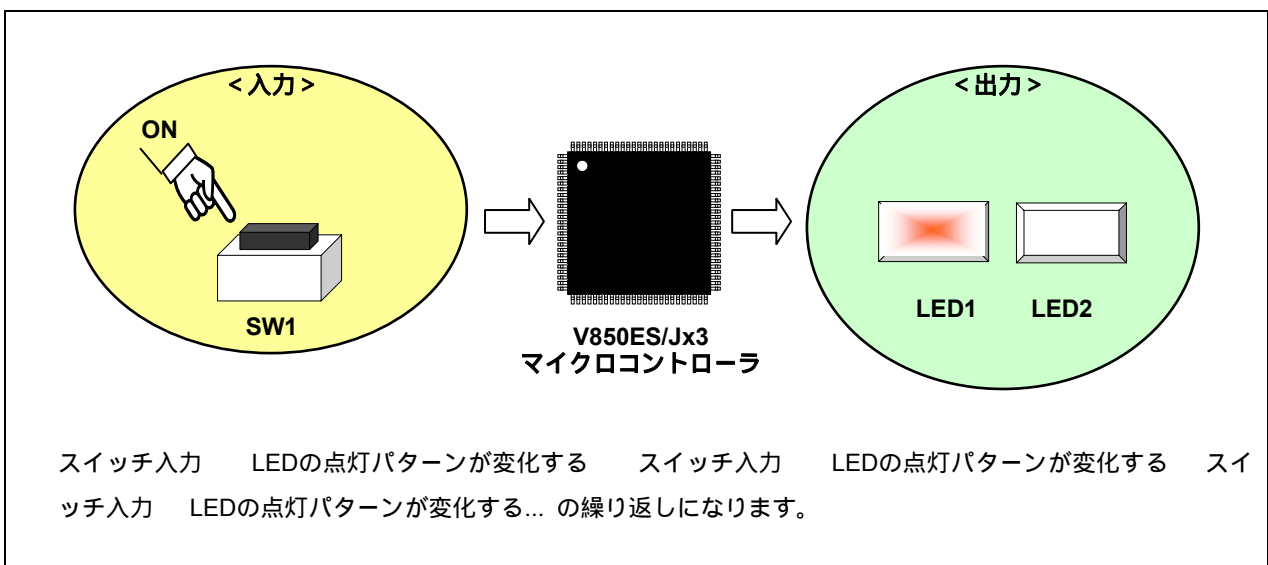 <入力>
ON
SW1
V850ES/Jx3
マイクロコントローラ
<出力>
LED1
LED2
スイッチ入力　　LEDの点灯パターンが変化する　　スイッチ入力　　LEDの点灯パターンが変化する　　スイ
ッチ入力　　LEDの点灯パターンが変化する... の繰り返しになります。